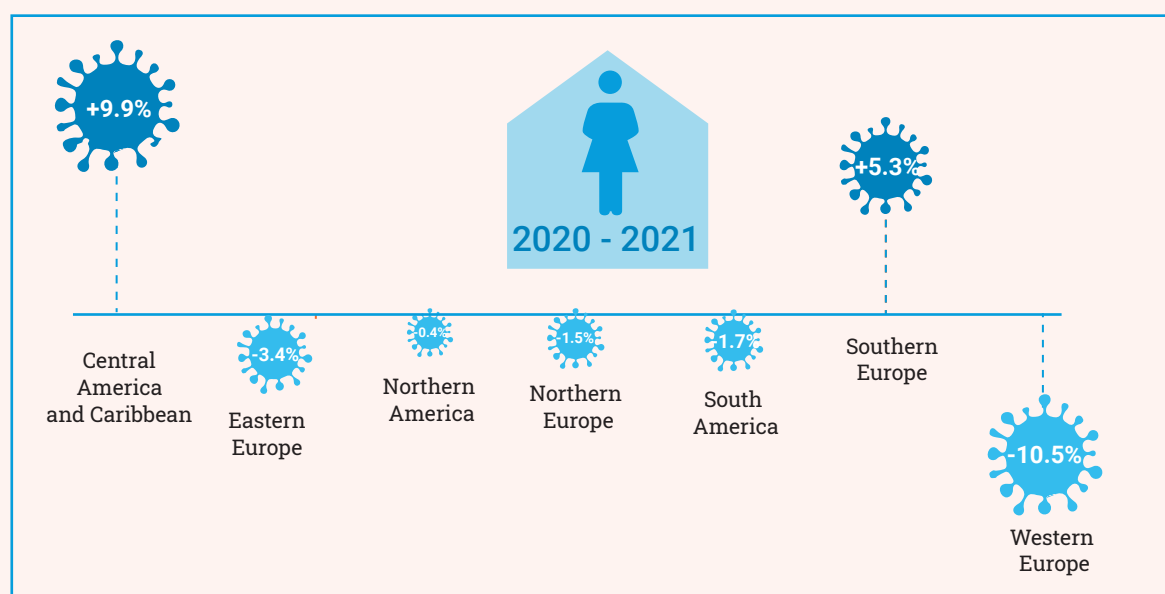 +9.9%
Central
America
and Caribbean
-3.4%
Eastern
Europe
-0.4%
Northern
America
2020 - 2021
-1.5%
Northern
Europe
-1.7%
South
America
+5.3%
Southern
Europe
-10.5%
Western
Europe